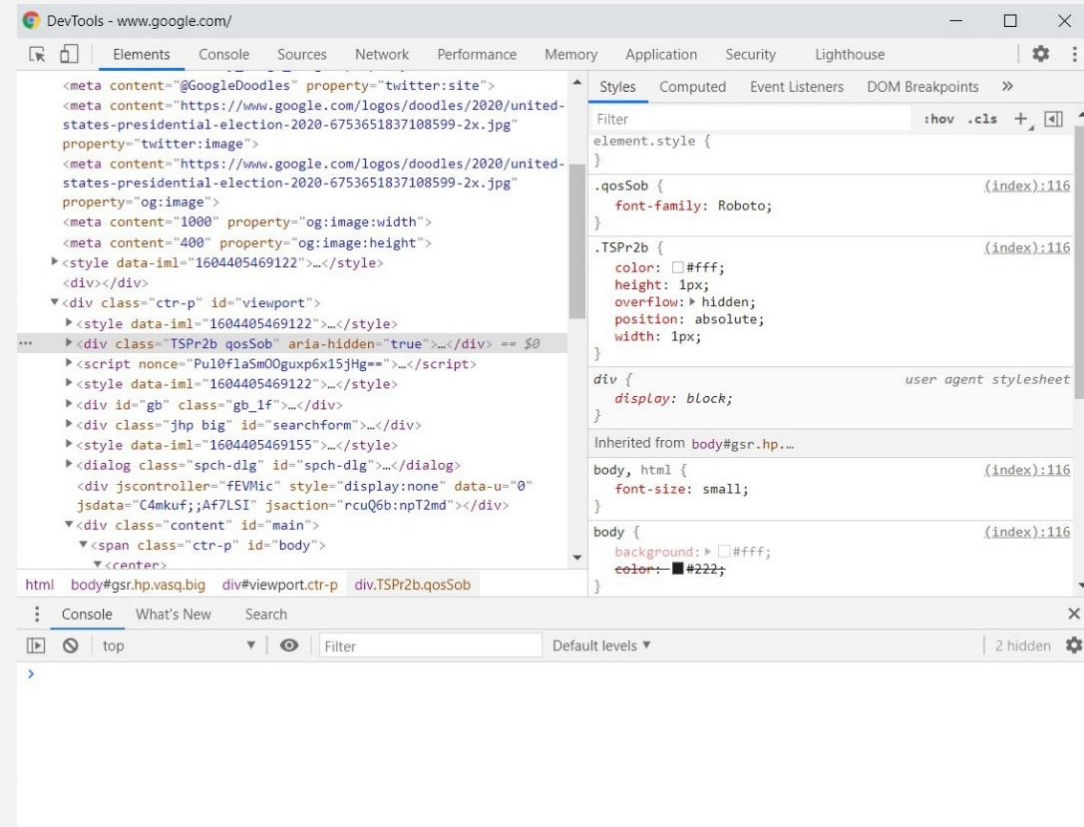 DevTools - www.google.com/
Elements Console Sources Network Performance Memory Application Security Lighthouse
<meta content="@GoogleDoodles" property="twitter:site">
<meta content="https://www.google.com/logos/doodles/2020/united-
states-presidential-election-2020-6753651837108599-2x.jpg"
property="twitter:image">
<meta content="https://www.google.com/logos/doodles/2020/united-
states-presidential-election-2020-6753651837108599-2x.jpg"
property="og:image">
<meta content="1000" property="og:image:width">
<meta content="400" property="og:image:height">
▶<style data-iml="1604405469122">…</style>
<div></div>
▼<div class="ctr-p" id="viewport">
▶<style data-iml="1604405469122">…</style>
… ▶<div class="TSPr2b qosSob" aria-hidden="true">…</div> == $0
▶<script nonce="Pul0flaSmOOguxp6x15jHg==">…</script>
▶<style data-iml="1604405469122">…</style>
▶<div id="gb" class="gb_1f">…</div>
▶<div class="jhp big" id="searchform">…</div>
▶<style data-iml="1604405469155">…</style>
▶<dialog class="spch-dlg" id="spch-dlg">…</dialog>
<div jscontroller="fEVMic" style="display:none" data-u="0"
jsdata="C4mkuf;;Af7LSI" jsaction="rcuQ6b:npT2md"></div>
▼<div class="content" id="main">
▼<span class="ctr-p" id="body">
▼<center>
html body#gsr.hp.vasq.big div#viewport.ctr-p div.TSPr2b.qosSob
Styles Computed Event Listeners DOM Breakpoints »
Filter :hov .cls +
element.style {
}
.qosSob { (index):116
font-family: Roboto;
}
.TSPr2b { (index):116
color: #fff;
height: 1px;
overflow:▶ hidden;
position: absolute;
width: 1px;
}
div { user agent stylesheet
display: block;
}
Inherited from body#gsr.hp.…
body, html { (index):116
font-size: small;
}
body { (index):116
background:▶ #fff;
color: #222;
}
Console What's New Search
top ▼ Filter Default levels ▼ 2 hidden
>